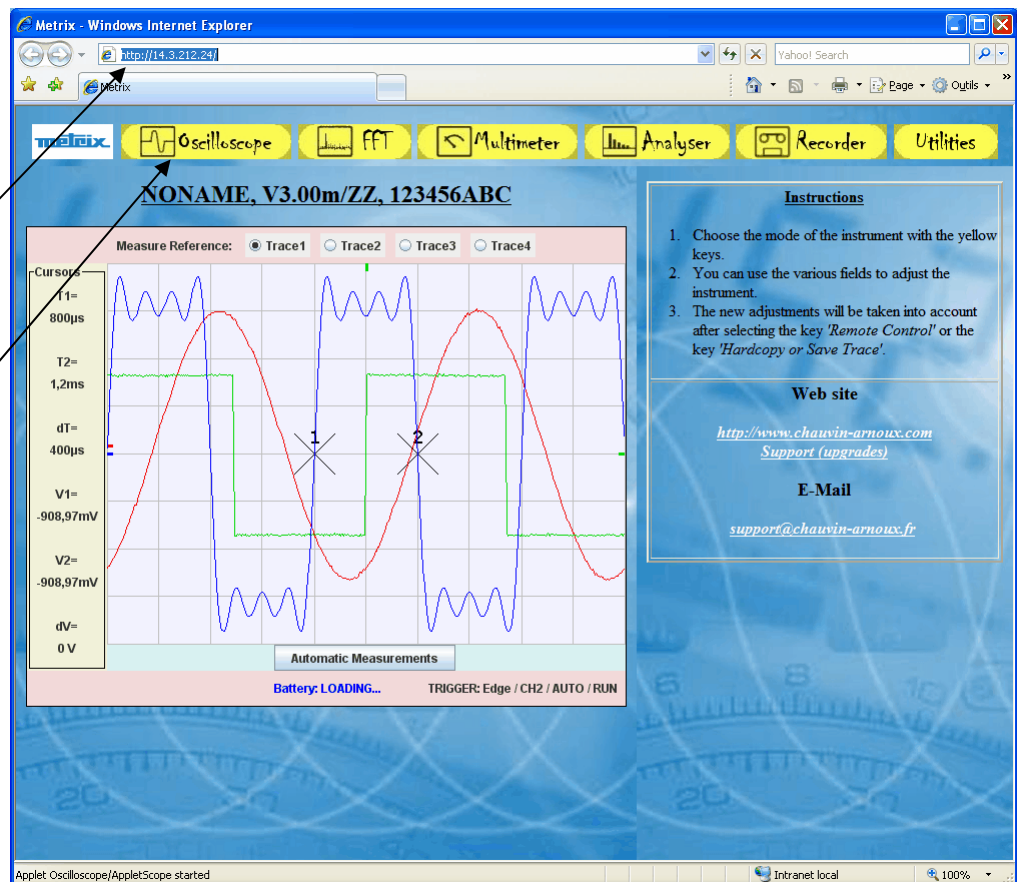 Metrix - Windows Internet Explorer
http://14.3.212.24/
Yahoo! Search
Metrix
Page
Outils
»
metrix
Oscilloscope
FFT
Multimeter
Analyser
Recorder
Utilities
NONAME, V3.00m/ZZ, 123456ABC
Measure Reference: Trace1 Trace2 Trace3 Trace4
Cursors
T1=
800µs
T2=
1,2ms
dT=
400µs
V1=
-908,97mV
V2=
-908,97mV
dV=
0 V
1
2
Automatic Measurements
Battery: LOADING...
TRIGGER: Edge / CH2 / AUTO / RUN
Instructions
1. Choose the mode of the instrument with the yellow
keys.
2. You can use the various fields to adjust the
instrument.
3. The new adjustments will be taken into account
after selecting the key 'Remote Control' or the
key 'Hardcopy or Save Trace'.
Web site
http://www.chauvin-arnoux.com
Support (upgrades)
E-Mail
support@chauvin-arnoux.fr
Applet Oscilloscope/AppletScope started
Intranet local
100%